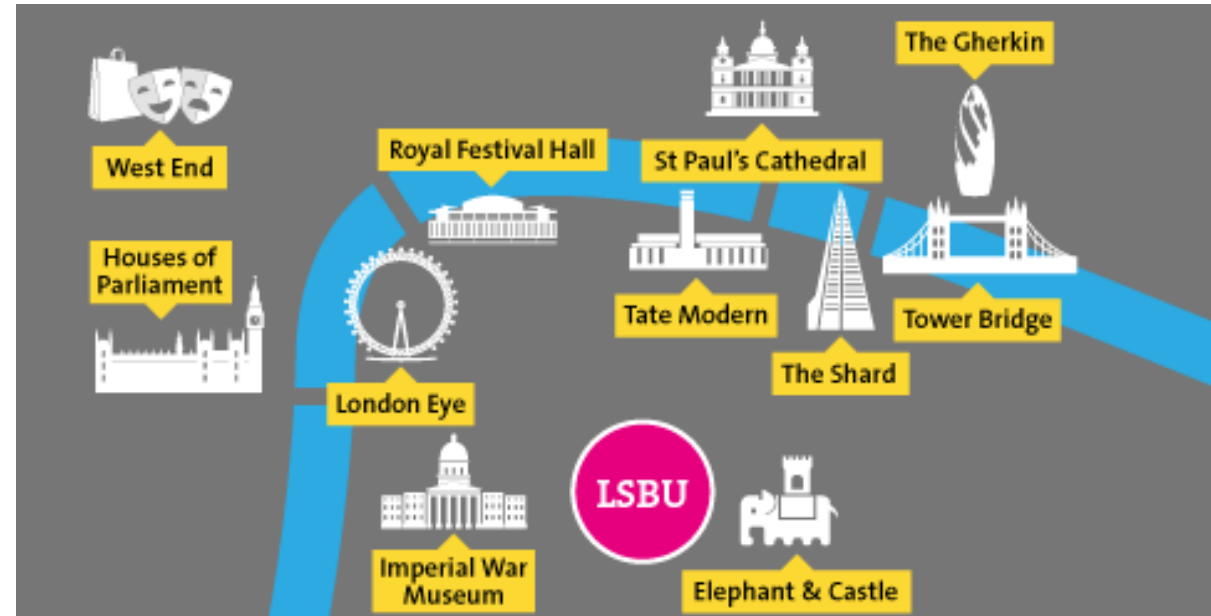 The Gherkin
West End
Royal Festival Hall
St Paul's Cathedral
Houses of
Parliament
Tate Modern
Tower Bridge
The Shard
London Eye
LSBU
Imperial War
Museum
Elephant & Castle